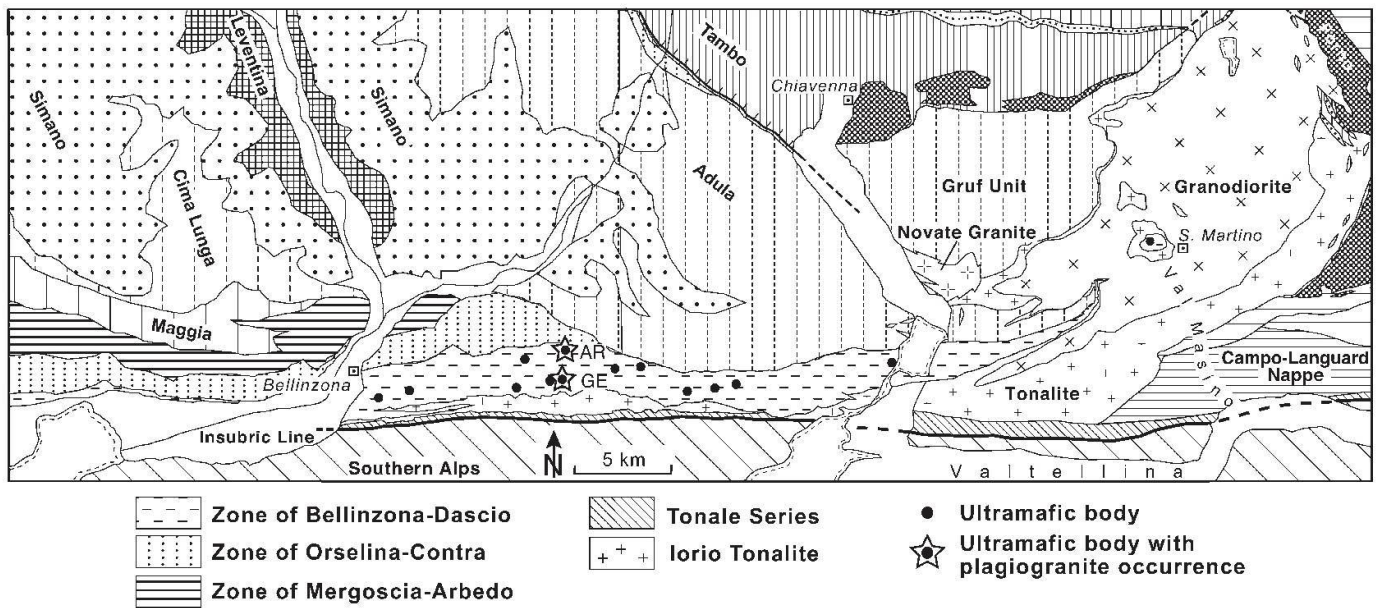 Leventina
Simano
Simano
Tambo
Chiavenna
Cima Lunga
Adula
Gruf Unit
Granodiorite
Novate Granite
S. Martino
Val Masino
Maggia
AR
GE
Bellinzona
Campo-Languard
Nappe
Tonalite
Insubric Line
N
5 km
Southern Alps
Valtellina
Zone of Bellinzona-Dascio
Zone of Orselina-Contra
Zone of Mergoscia-Arbedo
Tonale Series
Iorio Tonalite
Ultramafic body
Ultramafic body with
plagiogranite occurrence